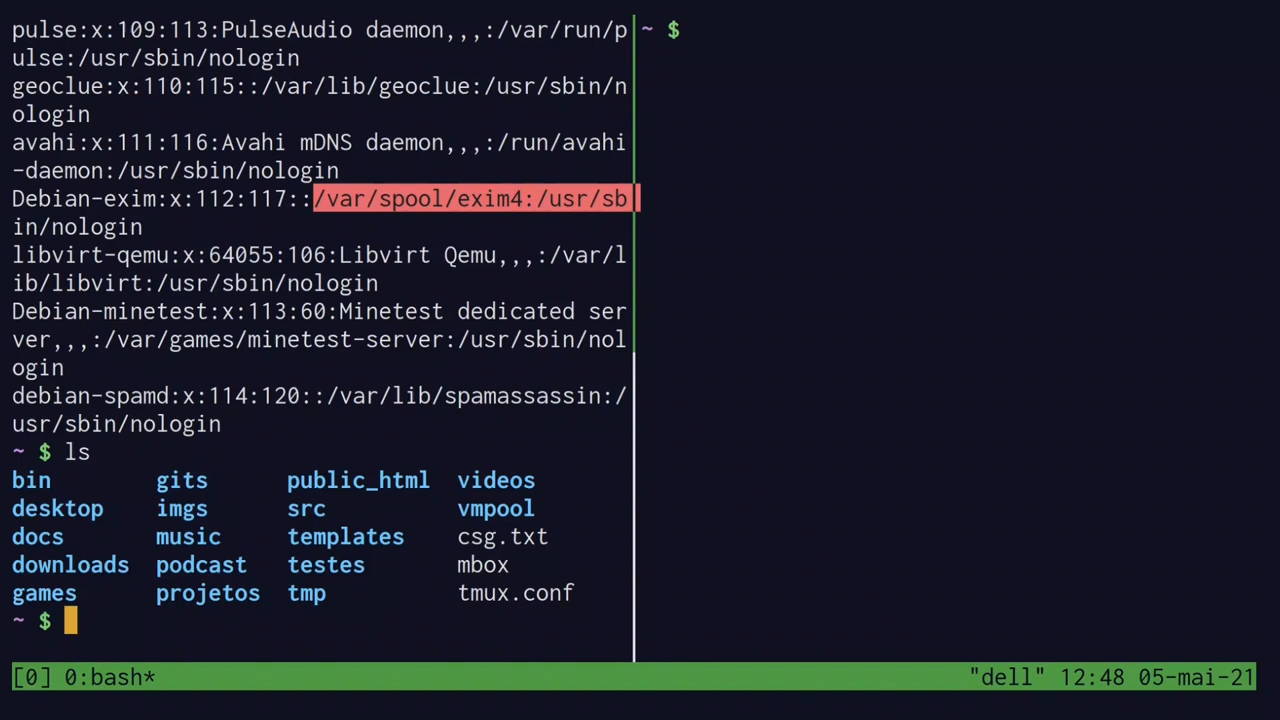 pulse:x:109:113:PulseAudio daemon,,,:/var/run/p
ulse:/usr/sbin/nologin
geoclue:x:110:115::/var/lib/geoclue:/usr/sbin/n
ologin
avahi:x:111:116:Avahi mDNS daemon,,,:/run/avahi
-daemon:/usr/sbin/nologin
Debian-exim:x:112:117::/var/spool/exim4:/usr/sb
in/nologin
libvirt-qemu:x:64055:106:Libvirt Qemu,,,:/var/l
ib/libvirt:/usr/sbin/nologin
Debian-minetest:x:113:60:Minetest dedicated ser
ver,,,:/var/games/minetest-server:/usr/sbin/nol
ogin
debian-spamd:x:114:120::/var/lib/spamassassin:/
usr/sbin/nologin
~ $ ls
bin gits public_html videos
desktop imgs src vmpool
docs music templates csg.txt
downloads podcast testes mbox
games projetos tmp tmux.conf
~ $
~ $
[0] 0:bash* "dell" 12:48 05-mai-21